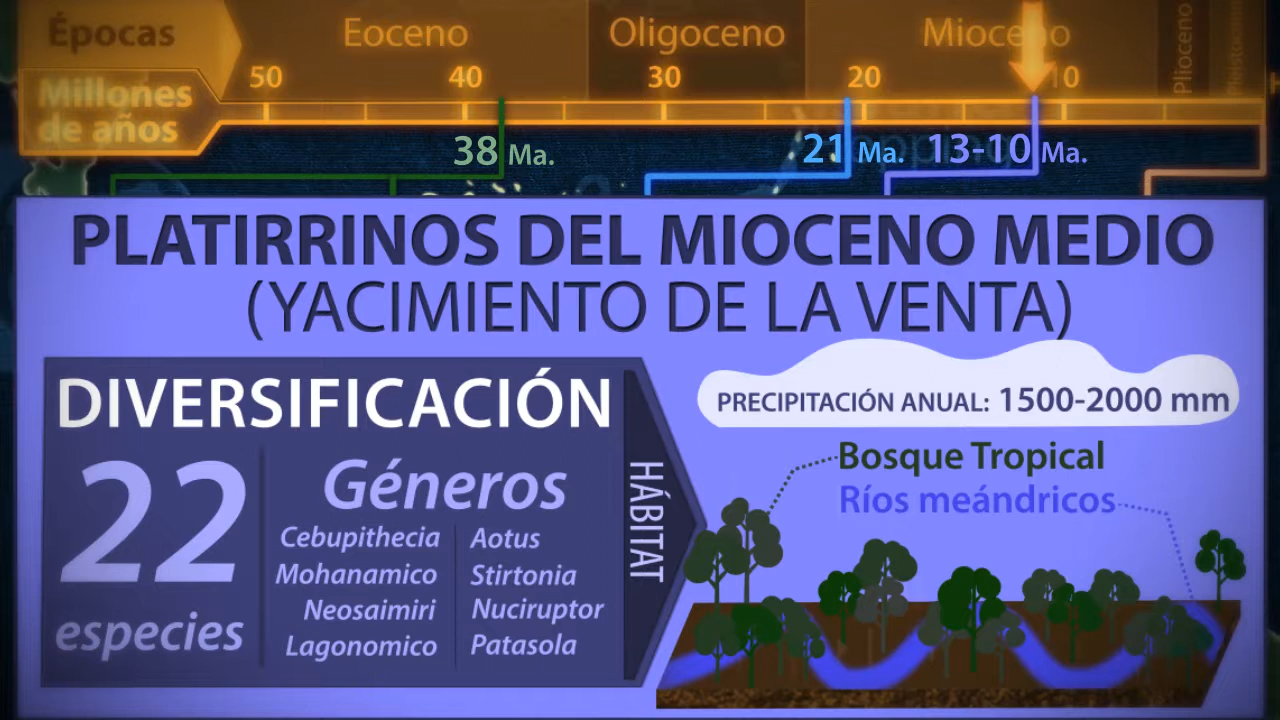 Épocas
Eoceno
Oligoceno
Mioceno
Plioceno
Pleistoceno
Millones
de años
50
40
30
20
10
38 Ma.
21 Ma.
13-10 Ma.
PLATIRRINOS DEL MIOCENO MEDIO
(YACIMIENTO DE LA VENTA)
DIVERSIFICACIÓN
22
especies
Géneros
Cebupithecia
Mohanamico
Neosaimiri
Lagonomico
Aotus
Stirtonia
Nuciruptor
Patasola
HÁBITAT
PRECIPITACIÓN ANUAL: 1500-2000 mm
Bosque Tropical
Ríos meándricos